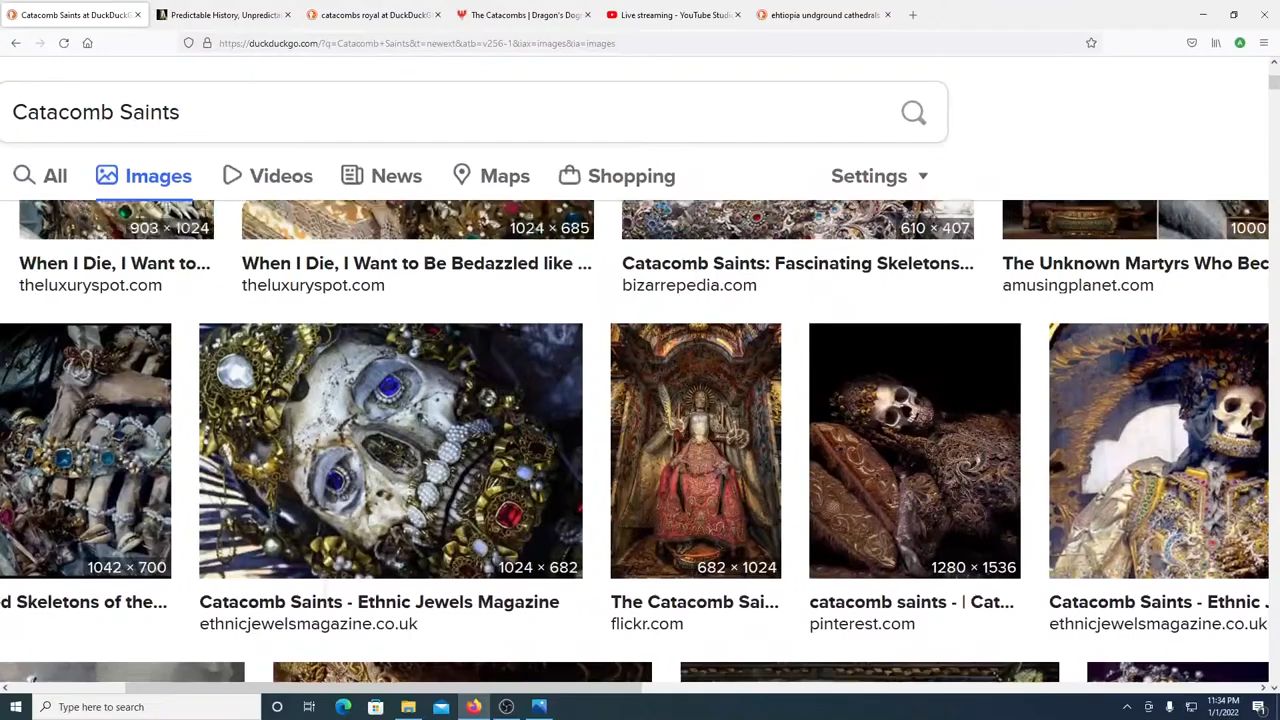 Catacomb Saints at DuckDuckG
Predictable History, Unpredicta
catacombs royal at DuckDuckG
The Catacombs | Dragon's Dog
Live streaming - YouTube Studi
ehtiopia undground cathedrals
https://duckduckgo.com/?q=Catacomb+Saints&t=newext&atb=v256-1&iax=images&ia=images
Catacomb Saints
All Images Videos News Maps Shopping Settings
903 × 1024 1024 × 685 610 × 407 1000
When I Die, I Want to... When I Die, I Want to Be Bedazzled like ... Catacomb Saints: Fascinating Skeletons... The Unknown Martyrs Who Bec
theluxuryspot.com theluxuryspot.com bizarrepedia.com amusingplanet.com
1042 × 700 1024 × 682 682 × 1024 1280 × 1536
d Skeletons of the... Catacomb Saints - Ethnic Jewels Magazine The Catacomb Sai... catacomb saints - | Cat... Catacomb Saints - Ethnic J
ethnicjewelsmagazine.co.uk flickr.com pinterest.com ethnicjewelsmagazine.co.uk
Type here to search
11:34 PM
1/1/2022